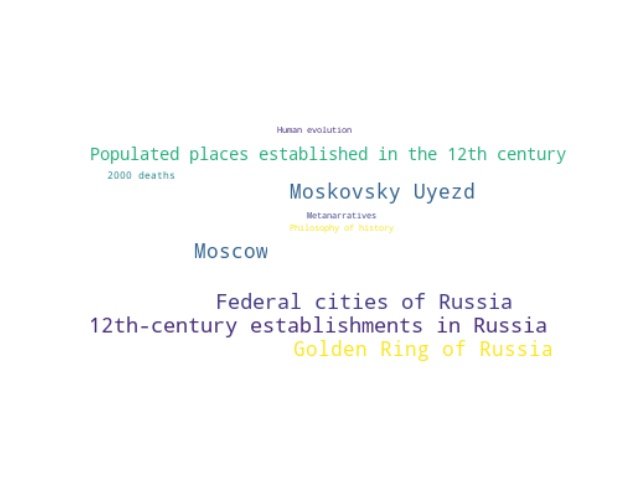 Human evolution
Populated places established in the 12th century
2000 deaths
Moskovsky Uyezd
Metanarratives
Philosophy of history
Moscow
Federal cities of Russia
12th-century establishments in Russia
Golden Ring of Russia